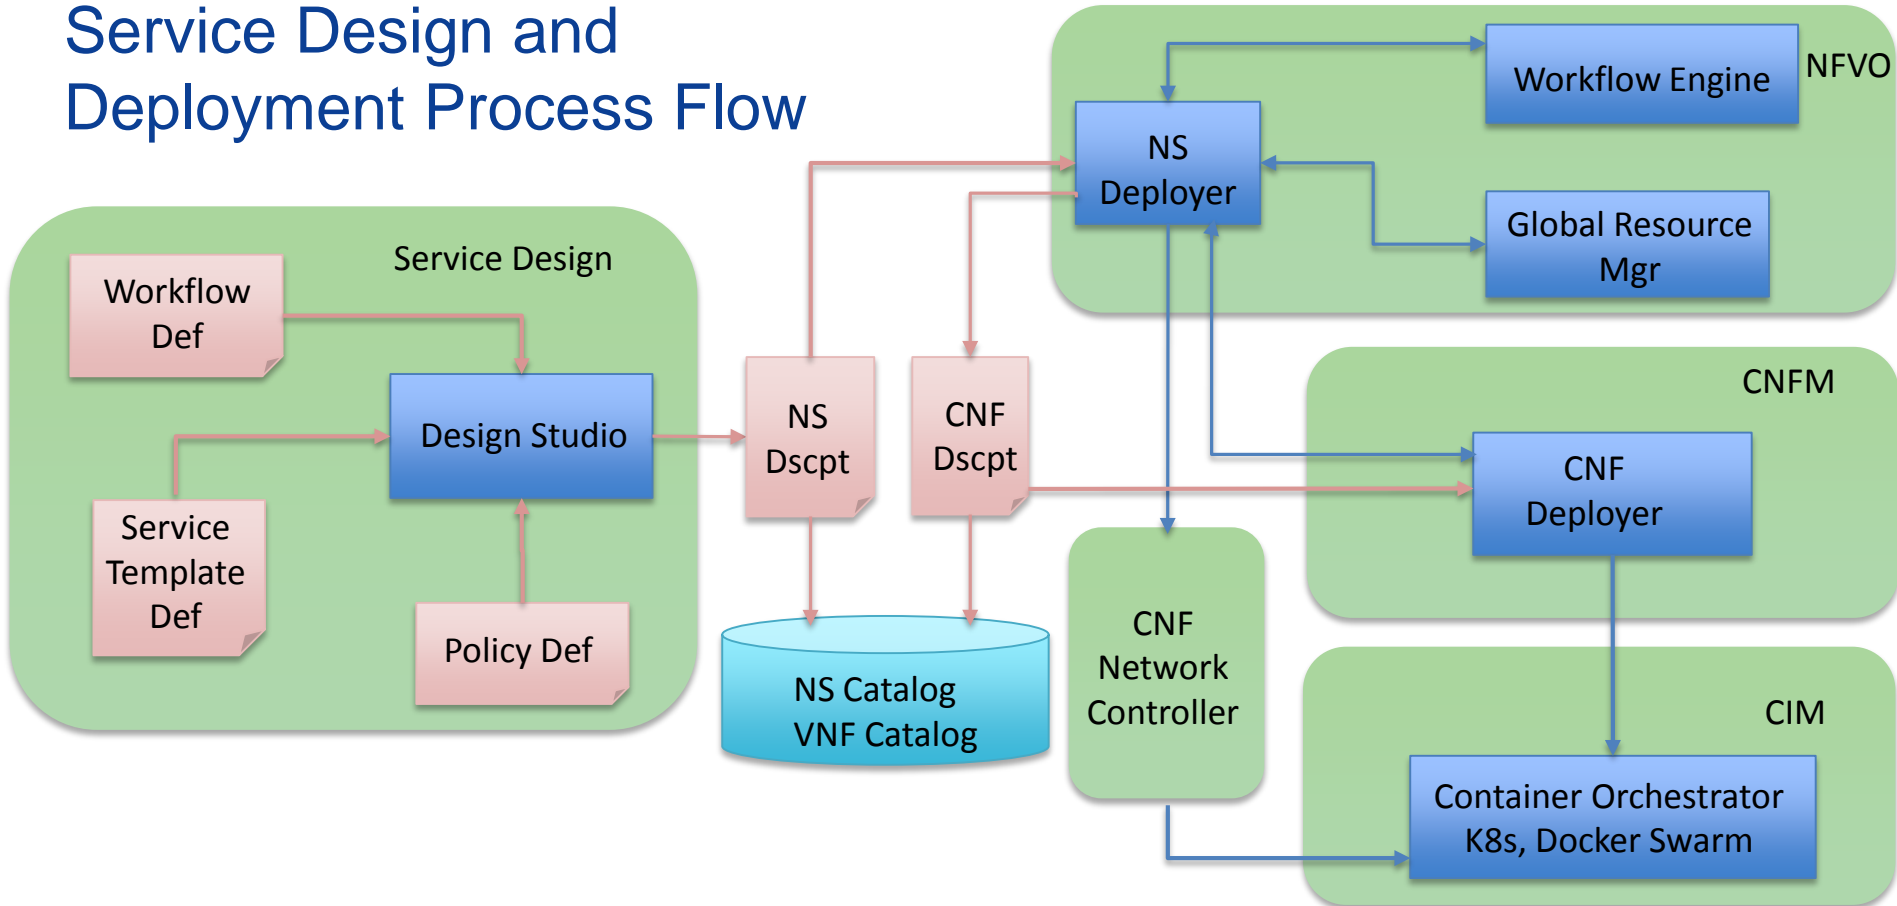 Service Design and
Deployment Process Flow
NFVO
Workflow Engine
NS
Deployer
Global Resource
Mgr
Service Design
Workflow
Def
Design Studio
Service
Template
Def
Policy Def
NS
Dscpt
CNF
Dscpt
NS Catalog
VNF Catalog
CNFM
CNF
Deployer
CNF
Network
Controller
CIM
Container Orchestrator
K8s, Docker Swarm